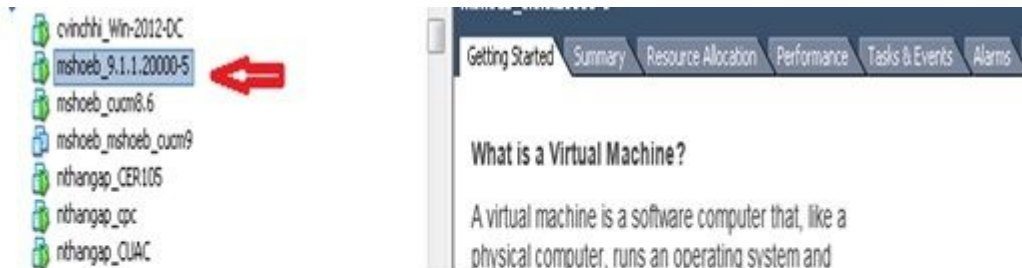 cvinchhi_Win-2012-DC
mshoeb_9.1.1.20000-5
mshoeb_cucm8.6
mshoeb_mshoeb_cucm9
nthangap_CER105
nthangap_cpc
nthangap_CUAC
Getting Started Summary Resource Allocation Performance Tasks & Events Alarms
What is a Virtual Machine?
A virtual machine is a software computer that, like a
physical computer, runs an operating system and